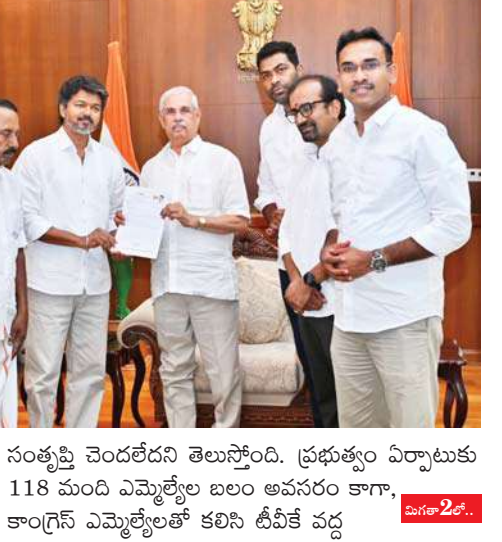 సంతృప్తి చెందలేదని తెలుస్తోంది. ప్రభుత్వం ఏర్పాటుకు
118 మంది ఎమ్మెల్యేల బలం అవసరం కాగా,
కాంగ్రెస్ ఎమ్మెల్యేలతో కలిసి టీవీకే వద్ద
మిగతా2లో..